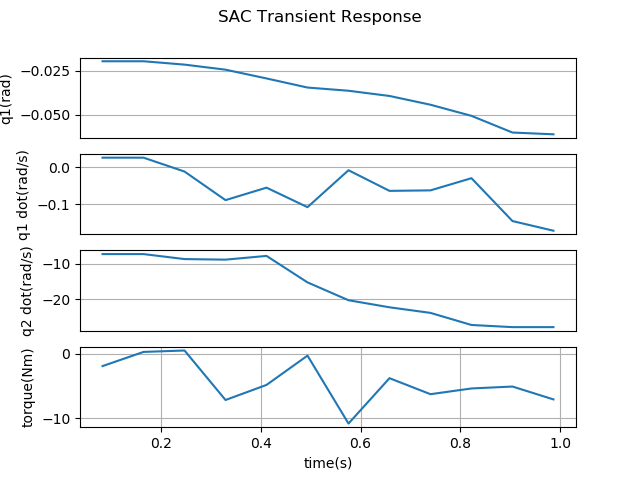 SAC Transient Response
q1(rad)
−0.025
−0.050
q1 dot(rad/s)
0.0
−0.1
q2 dot(rad/s)
−10
−20
torque(Nm)
0
−10
0.2 0.4 0.6 0.8 1.0
time(s)